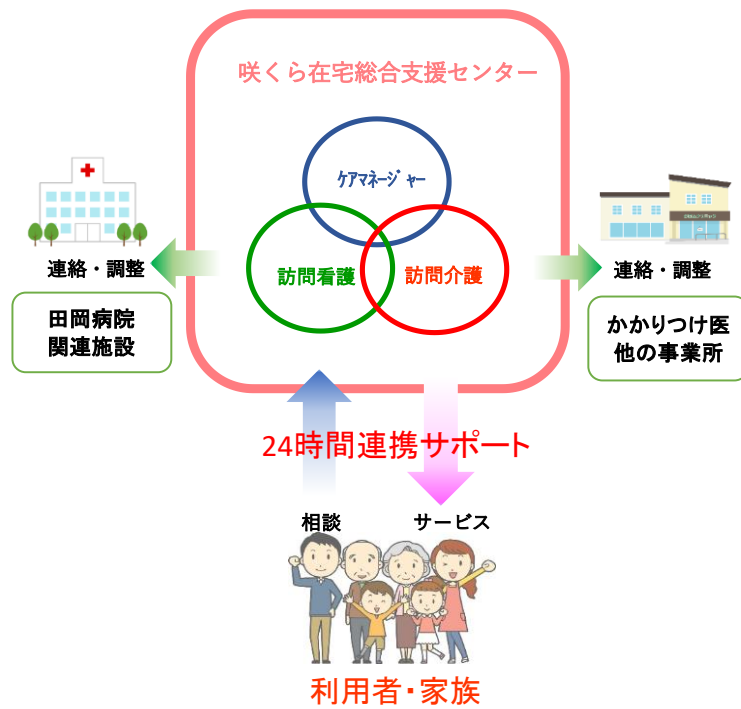 咲くら在宅総合支援センター
ケアマネージャー
訪問看護
訪問介護
連絡・調整
田岡病院
関連施設
連絡・調整
かかりつけ医
他の事業所
24時間連携サポート
相談
サービス
利用者・家族